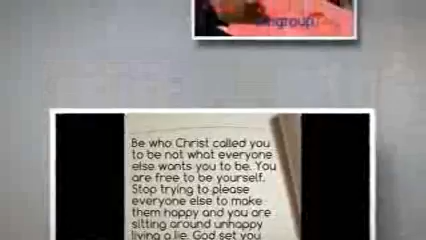 Be who Christ called you
to be not what everyone
else wants you to be. You
are free to be yourself.
Stop trying to please
everyone else to make
them happy and you are
sitting around unhappy
living a lie. God set you